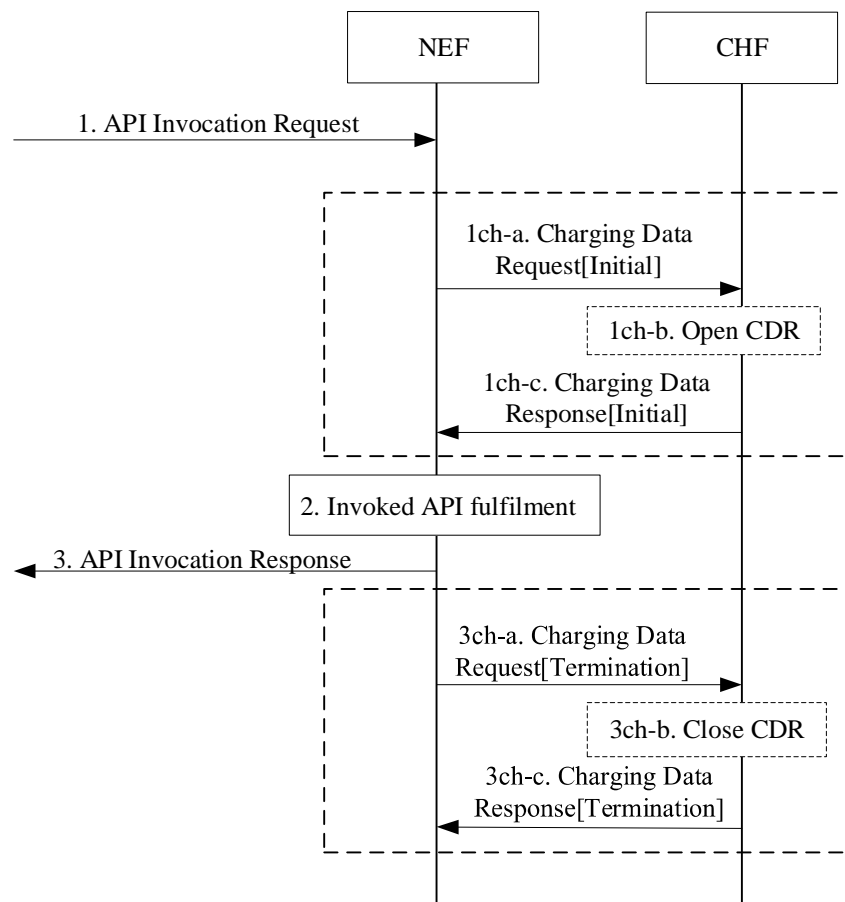 NEF
CHF
1. API Invocation Request
1ch-a. Charging Data
Request[Initial]
1ch-b. Open CDR
1ch-c. Charging Data
Response[Initial]
2. Invoked API fulfilment
3. API Invocation Response
3ch-a. Charging Data
Request[Termination]
3ch-b. Close CDR
3ch-c. Charging Data
Response[Termination]